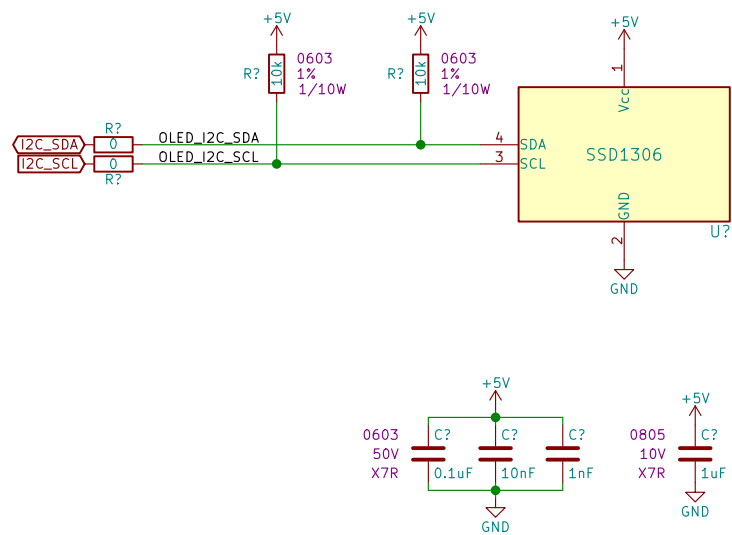 +5V
+5V
+5V
R?
10k
0603
1%
1/10W
R?
10k
0603
1%
1/10W
1
Vcc
R?
I2C_SDA
0
OLED_I2C_SDA
4
SDA
I2C_SCL
0
OLED_I2C_SCL
3
SCL
R?
SSD1306
GND
2
U?
GND
+5V
+5V
0603
50V
X7R
C?
0.1uF
C?
10nF
C?
1nF
0805
10V
X7R
C?
1uF
GND
GND